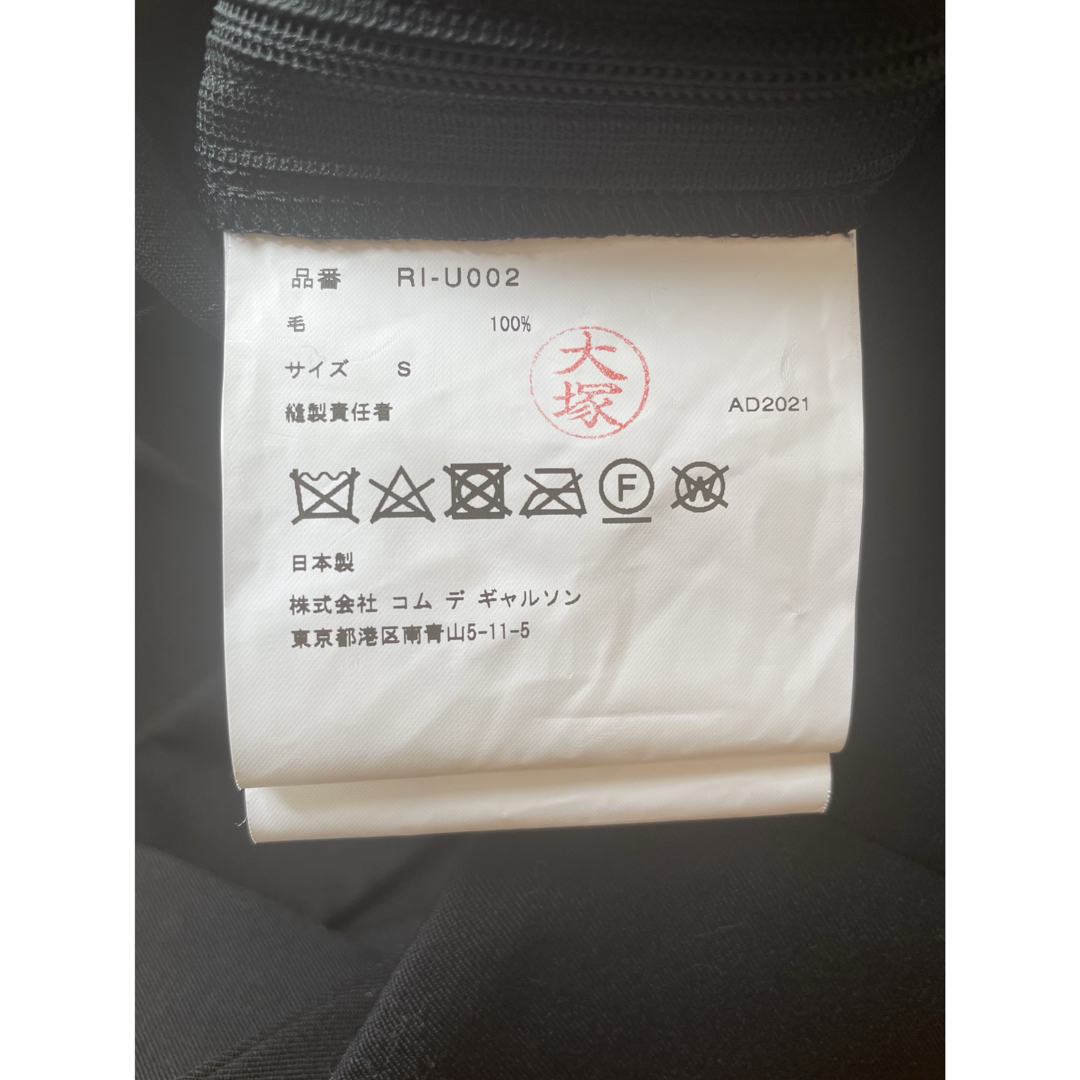 品番 RI-U002
毛 100%
サイズ S
縫製責任者
大塚
AD2021
F W
日本製
株式会社 コム デ ギャルソン
東京都港区南青山5-11-5